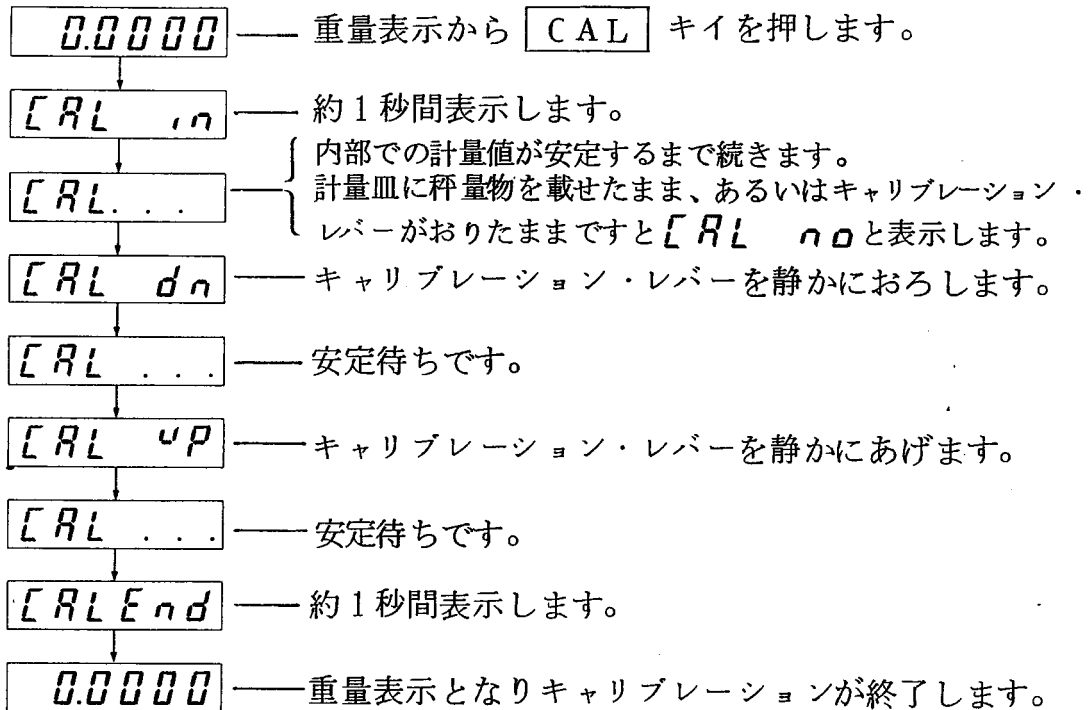 0.0000 重量表示から CAL キイを押します。
CAL in 約1秒間表示します。
内部での計量値が安定するまで続きます。
CAL... 計量皿に秤量物を載せたまま、あるいはキャリブレーション・
レバーがおりたままですとCAL noと表示します。
CAL dn キャリブレーション・レバーを静かにおろします。
CAL ... 安定待ちです。
CAL uP キャリブレーション・レバーを静かにあげます。
CAL ... 安定待ちです。
CALEnd 約1秒間表示します。
0.0000 重量表示となりキャリブレーションが終了します。